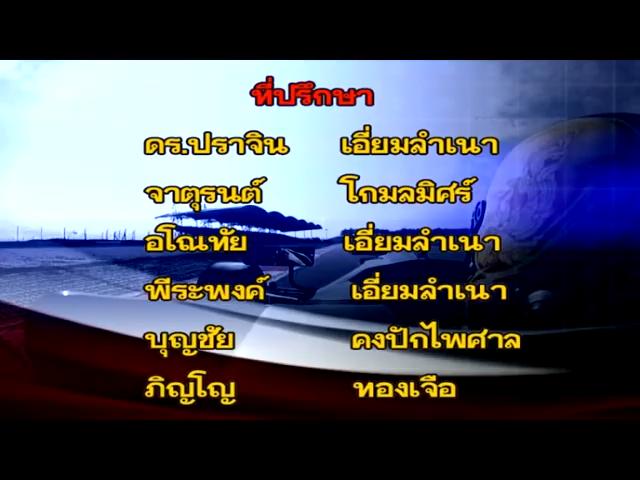 ที่ปรึกษา
ดร.ปราจิน เอี่ยมลำเนา
จาตุรนต์ โกมลมิศร์
อโณทัย เอี่ยมลำเนา
พีระพงค์ เอี่ยมลำเนา
บุญชัย คงปักไพศาล
ภิญโญ ทองเจือ